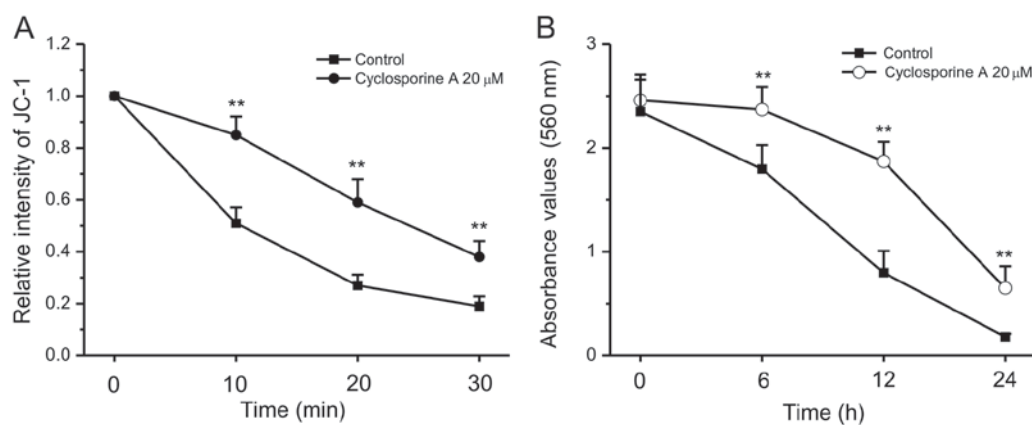 A
Relative intensity of JC-1
1.2
1.0
0.8
0.6
0.4
0.2
0.0
Control
Cyclosporine A 20 μM
**
**
**
0 10 20 30
Time (min)
B
Absorbance values (560 nm)
3
2
1
0
Control
Cyclosporine A 20 μM
**
**
**
0 6 12 24
Time (h)